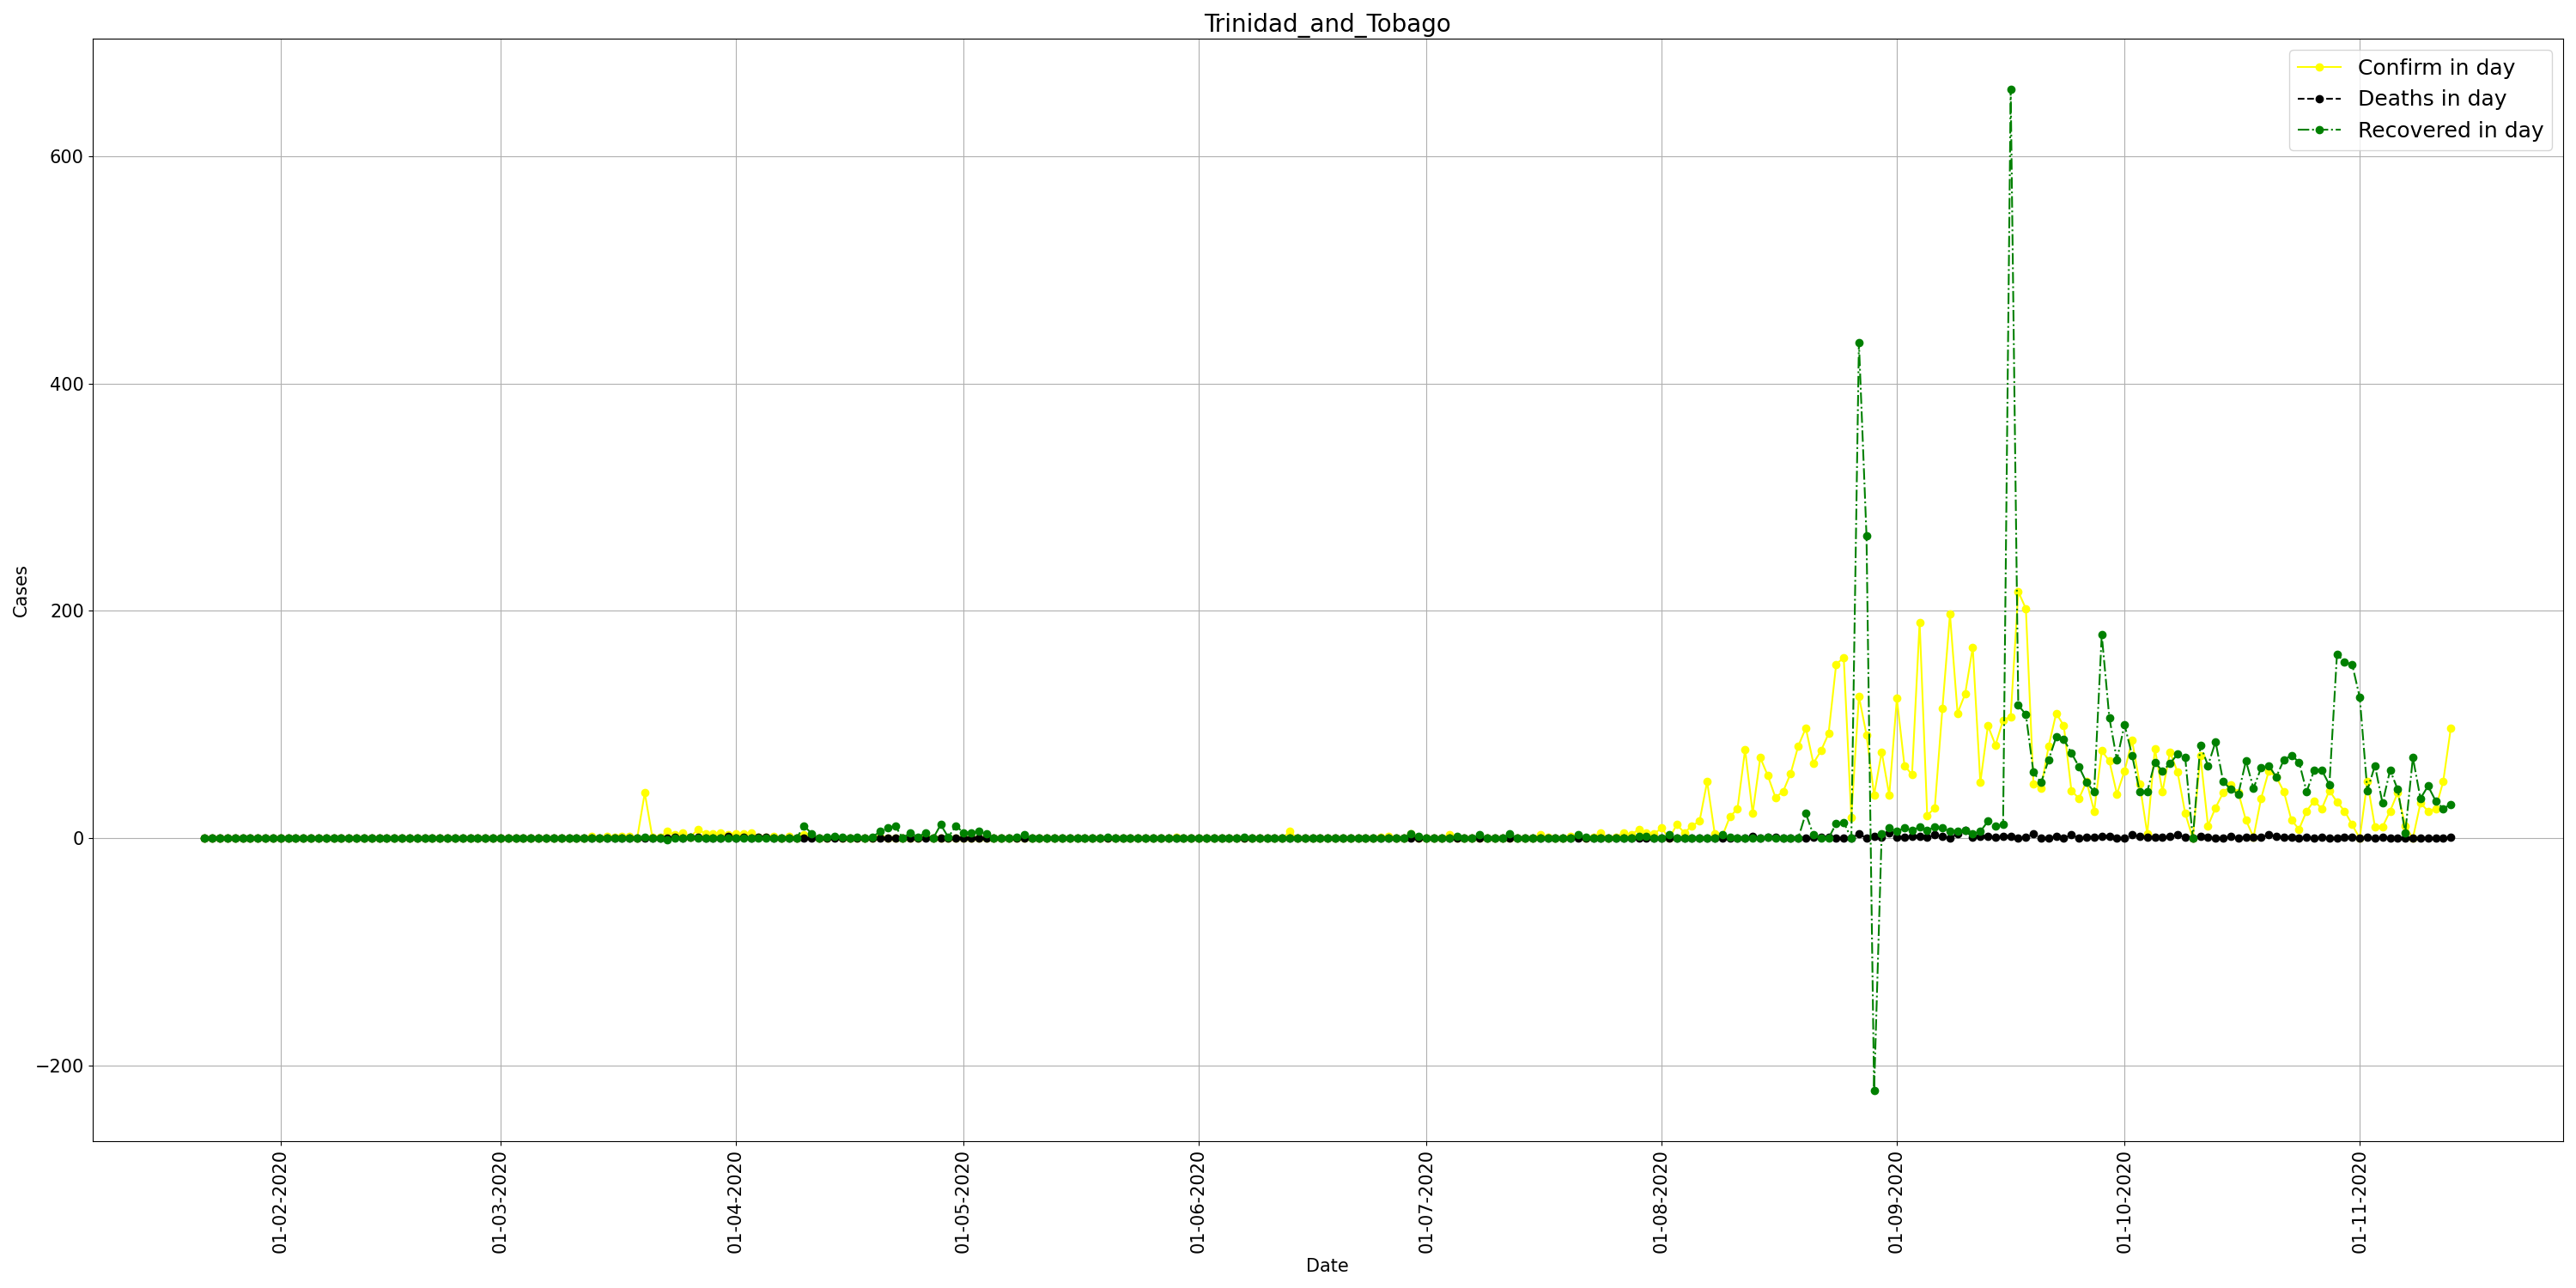 Trinidad_and_Tobago
Confirm in day
Deaths in day
Recovered in day
Cases
600
400
200
0
−200
01-02-2020
01-03-2020
01-04-2020
01-05-2020
01-06-2020
01-07-2020
01-08-2020
01-09-2020
01-10-2020
01-11-2020
Date